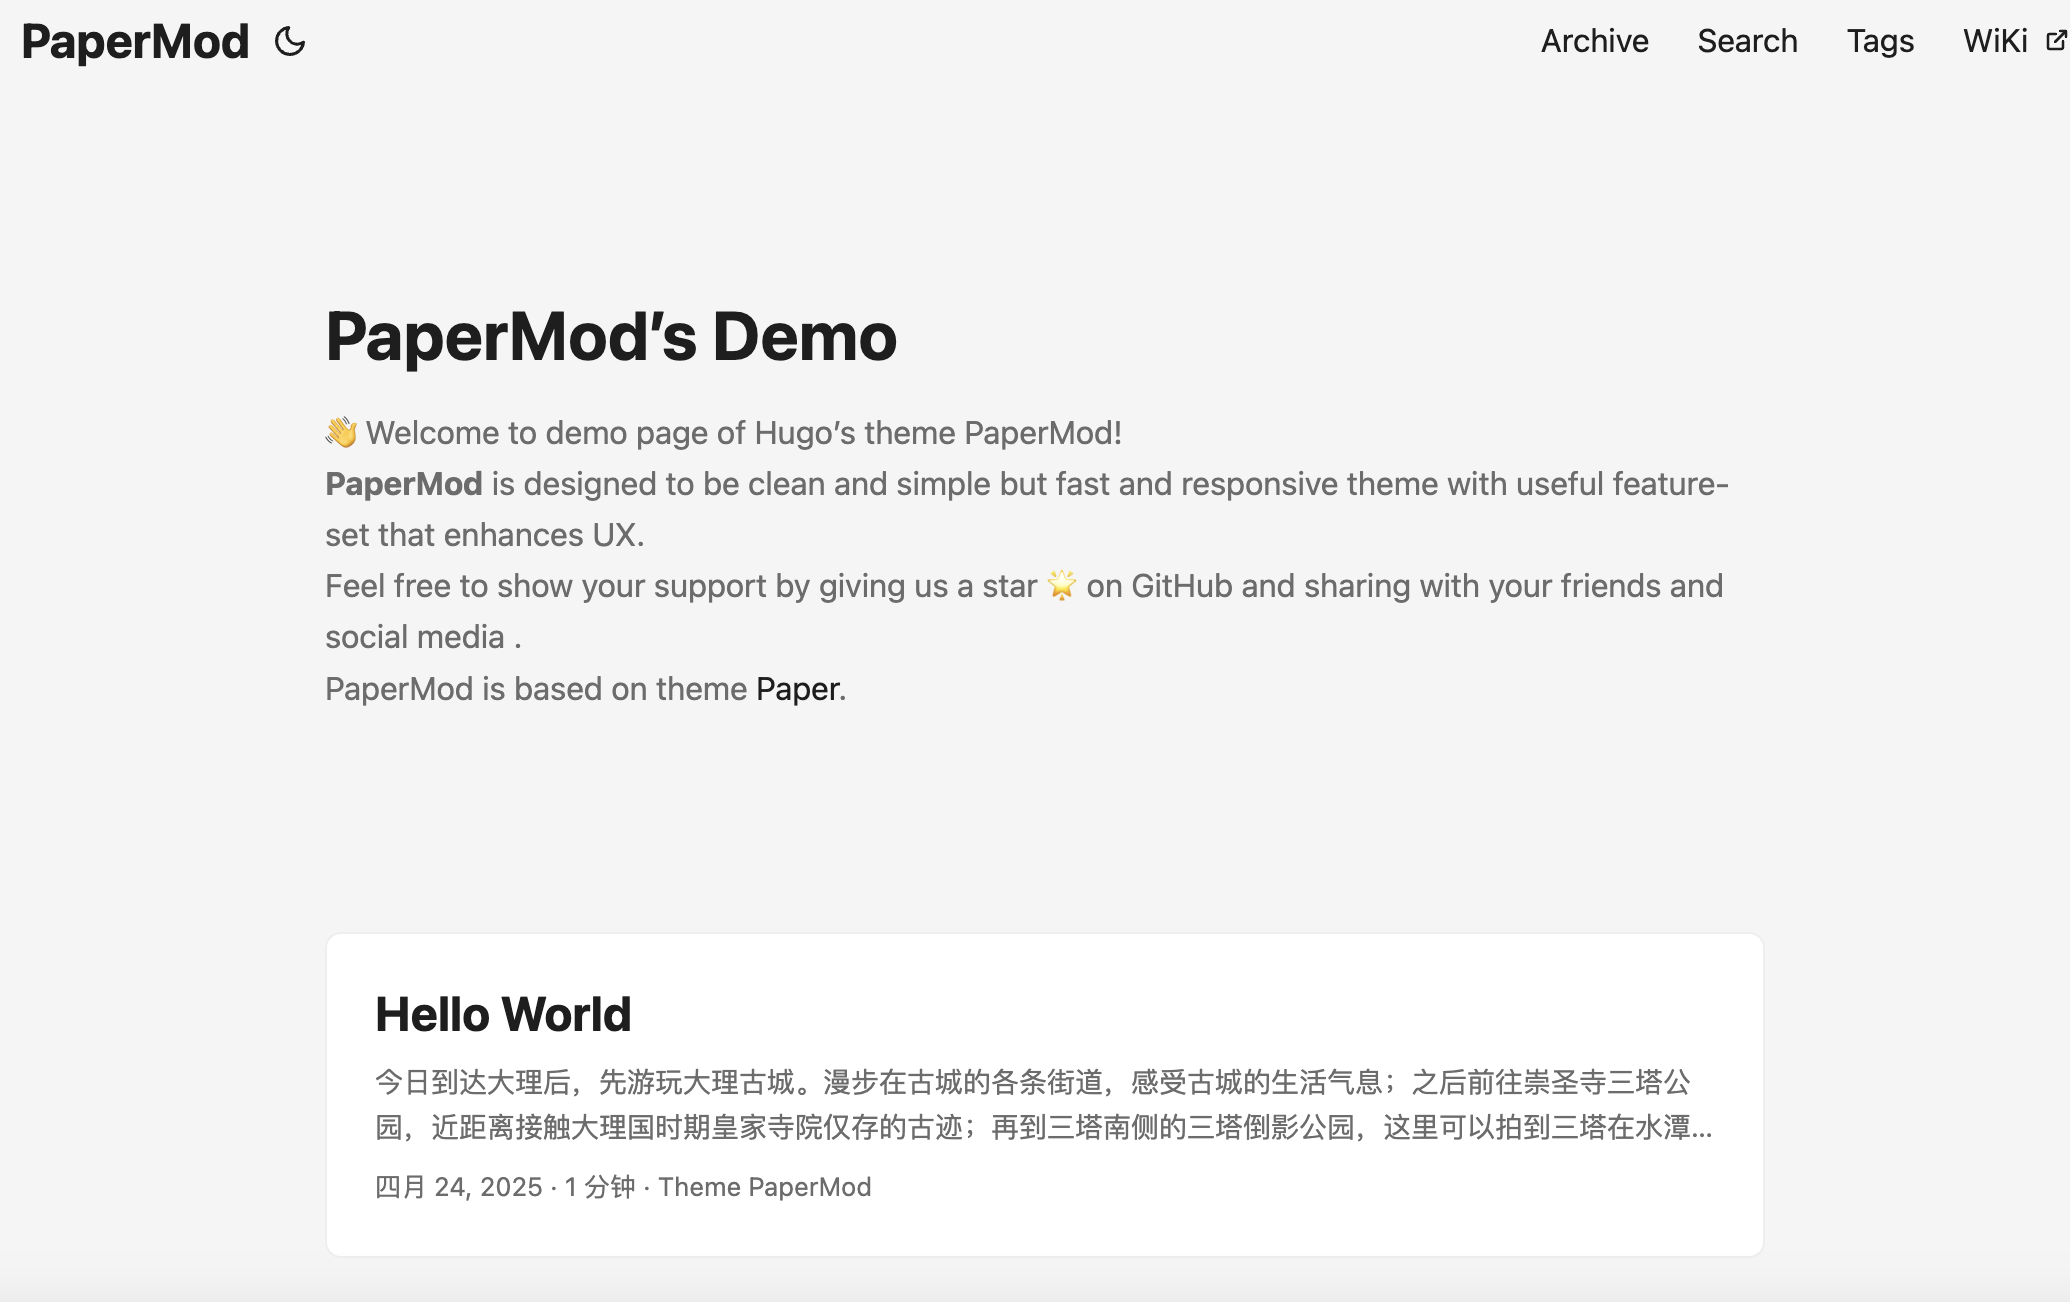 PaperMod
Archive Search Tags WiKi
PaperMod’s Demo
👋 Welcome to demo page of Hugo’s theme PaperMod!
PaperMod is designed to be clean and simple but fast and responsive theme with useful feature-
set that enhances UX.
Feel free to show your support by giving us a star 🌟 on GitHub and sharing with your friends and
social media .
PaperMod is based on theme Paper.
Hello World
今日到达大理后，先游玩大理古城。漫步在古城的各条街道，感受古城的生活气息；之后前往崇圣寺三塔公
园，近距离接触大理国时期皇家寺院仅存的古迹；再到三塔南侧的三塔倒影公园，这里可以拍到三塔在水潭...
四月 24, 2025 · 1 分钟 · Theme PaperMod